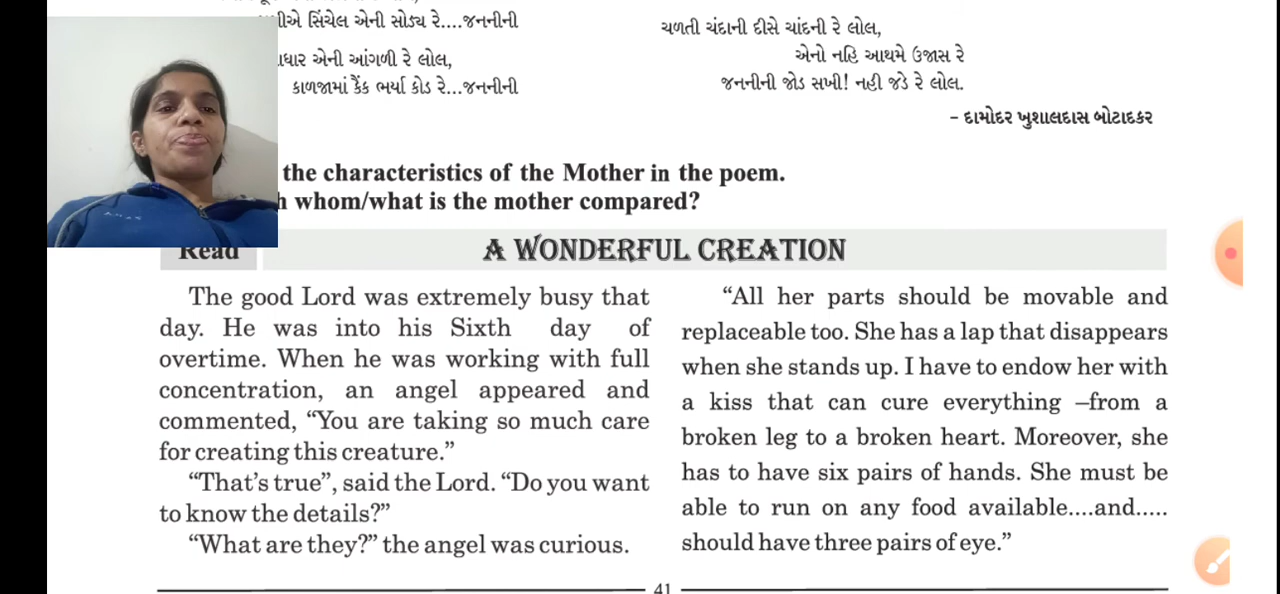 સિંચેલ એની સોડ્ય રે....જનનીની
એની આંગળી રે લોલ,
કાળજામાં કૈંક ભર્યા કોડ રે...જનનીની
ચળતી ચંદાની દીસે ચાંદની રે લોલ,
એનો નહિ આથમે ઉજાસ રે
જનનીની જોડ સખી! નહી જડે રે લોલ.
– દામોદર ખુશાલદાસ બોટાદકર
the characteristics of the Mother in the poem.
whom/what is the mother compared?
Read
A WONDERFUL CREATION
The good Lord was extremely busy that
day. He was into his Sixth day of
overtime. When he was working with full
concentration, an angel appeared and
commented, “You are taking so much care
for creating this creature.”
“That’s true”, said the Lord. “Do you want
to know the details?”
“What are they?” the angel was curious.
“All her parts should be movable and
replaceable too. She has a lap that disappears
when she stands up. I have to endow her with
a kiss that can cure everything –from a
broken leg to a broken heart. Moreover, she
has to have six pairs of hands. She must be
able to run on any food available....and.....
should have three pairs of eye.”
41